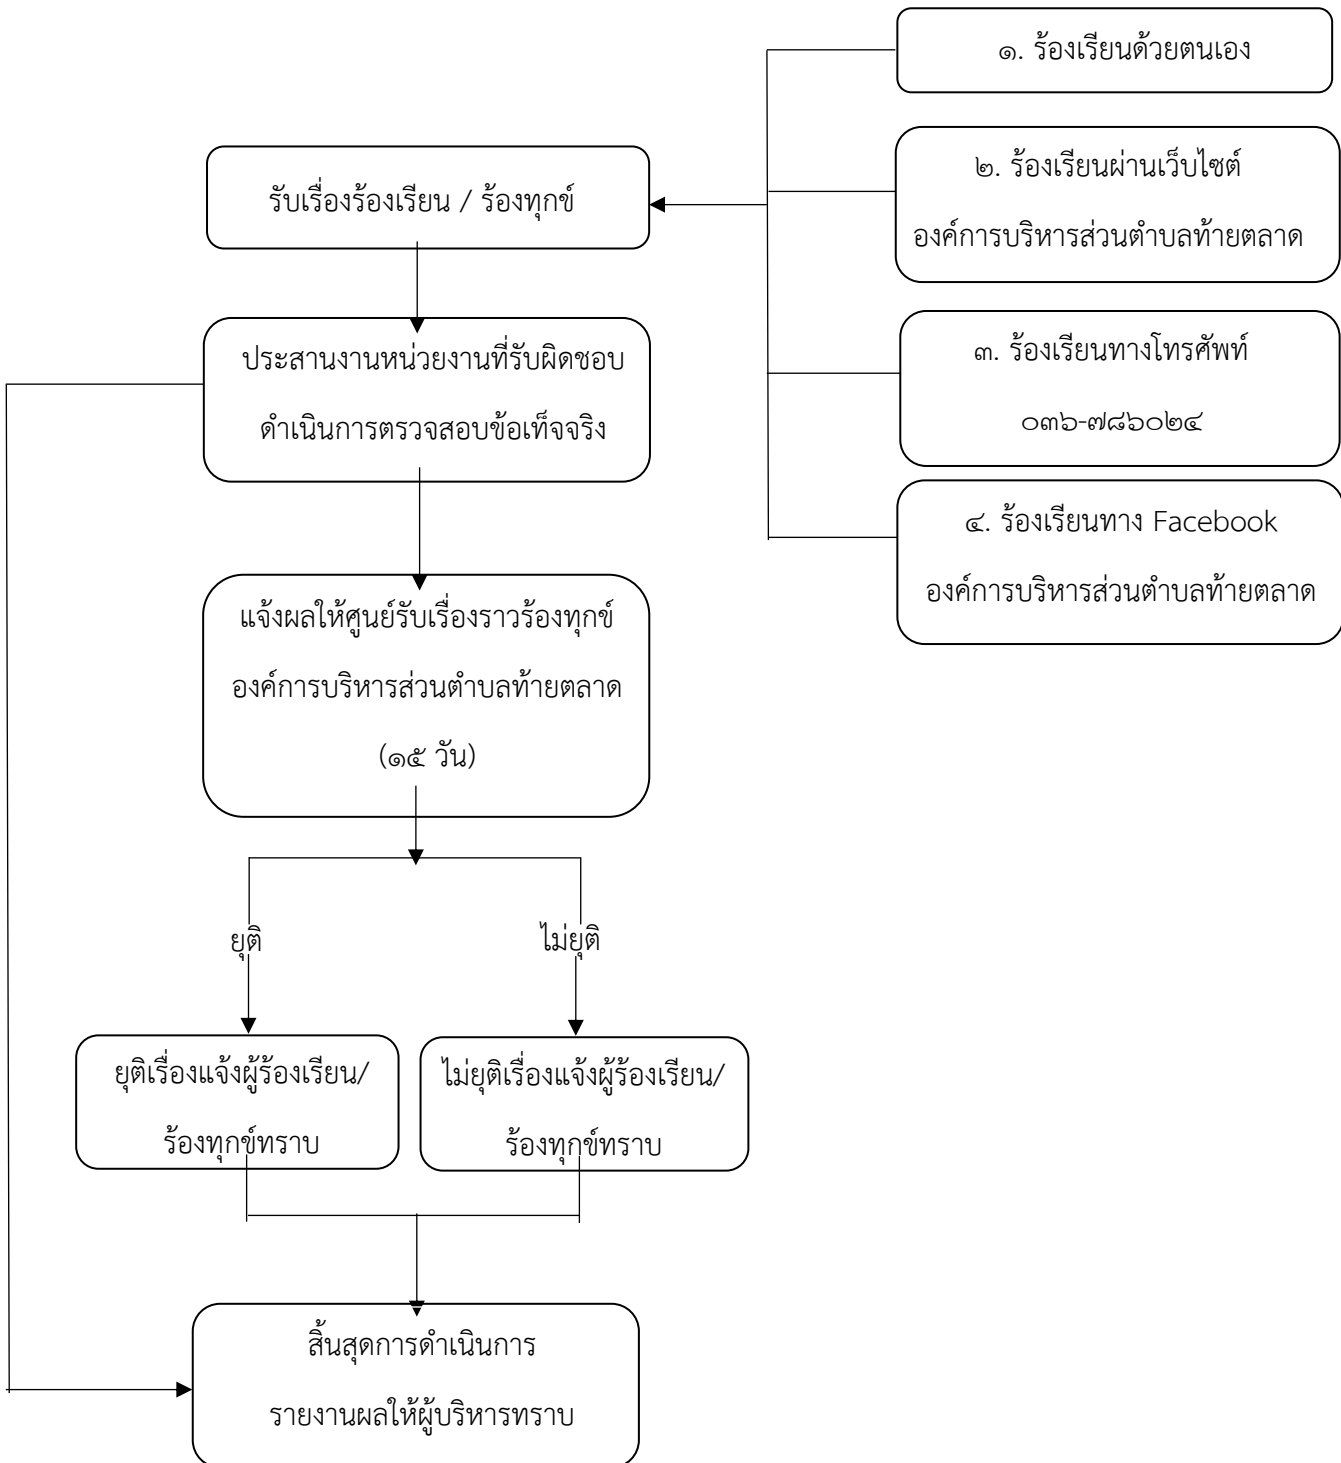 ๑. ร้องเรียนด้วยตนเอง
๒. ร้องเรียนผ่านเว็บไซต์
องค์การบริหารส่วนตำบลท้ายตลาด
๓. ร้องเรียนทางโทรศัพท์
๐๓๖-๗๘๖๐๒๔
๔. ร้องเรียนทาง Facebook
องค์การบริหารส่วนตำบลท้ายตลาด
รับเรื่องร้องเรียน / ร้องทุกข์
ประสานงานหน่วยงานที่รับผิดชอบ
ดำเนินการตรวจสอบข้อเท็จจริง
แจ้งผลให้ศูนย์รับเรื่องราวร้องทุกข์
องค์การบริหารส่วนตำบลท้ายตลาด
(๑๕ วัน)
ยุติ
ไม่ยุติ
ยุติเรื่องแจ้งผู้ร้องเรียน/
ร้องทุกข์ทราบ
ไม่ยุติเรื่องแจ้งผู้ร้องเรียน/
ร้องทุกข์ทราบ
สิ้นสุดการดำเนินการ
รายงานผลให้ผู้บริหารทราบ